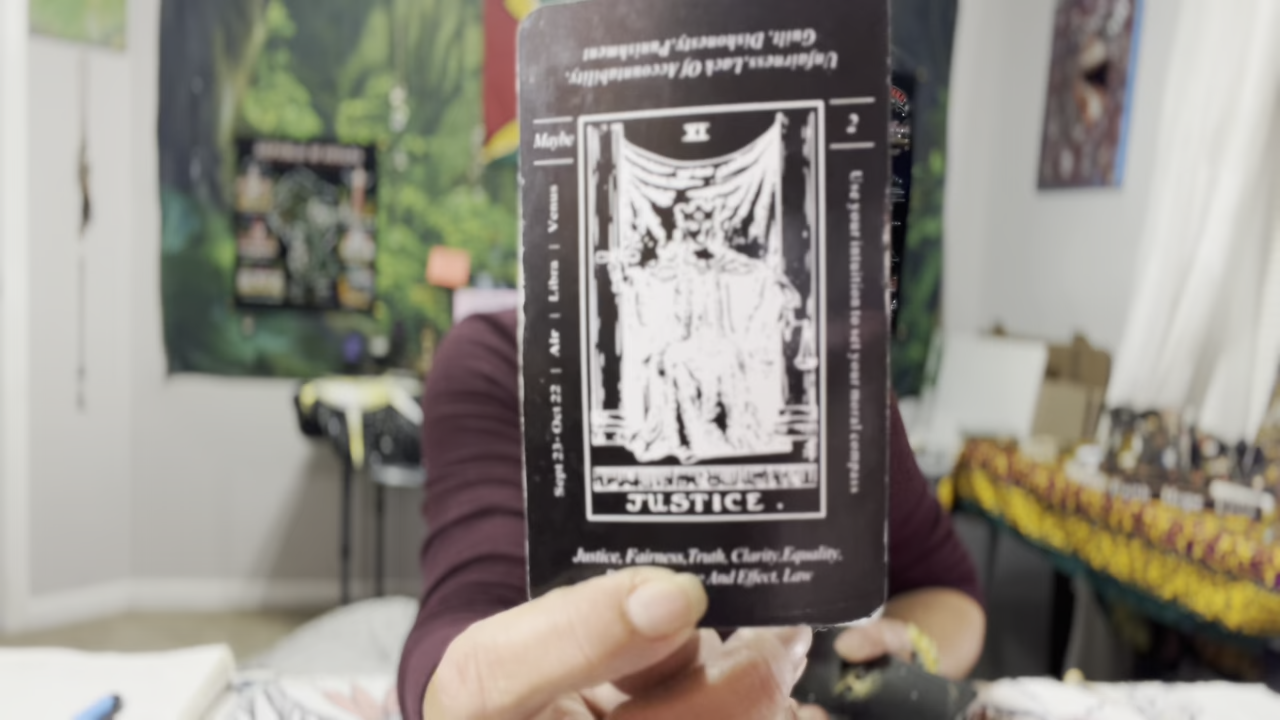 Unfairness,Lack Of Accountability,
Guilt, Dishonesty,Punishment
Maybe
XI
?
Sept 23- Oct 22 | Air | Libra | Venus
Use your intuition to set your moral compass
JUSTICE .
Justice, Fairness,Truth, Clarity,Equality,
And Effect, Law